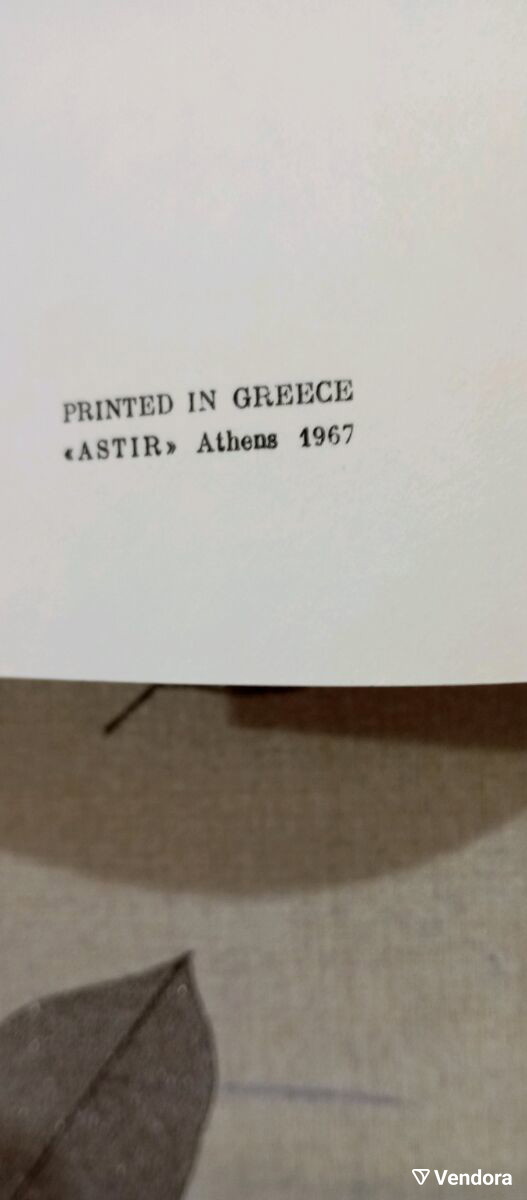 PRINTED IN GREECE
«ASTIR» Athens 1967
Vendora